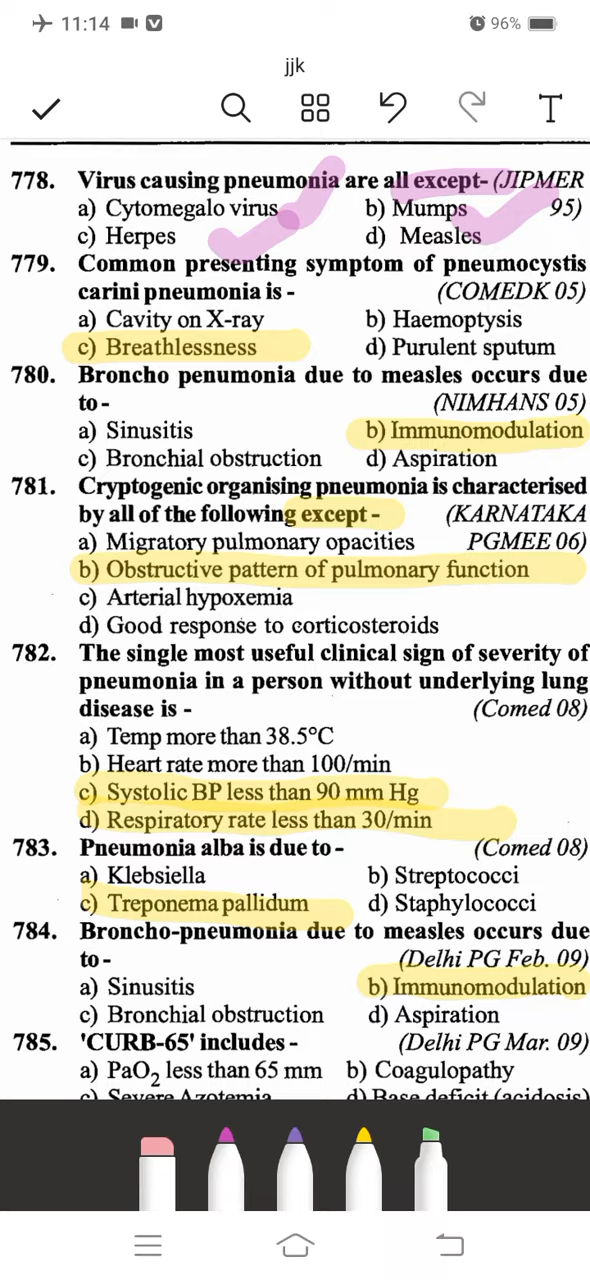 11:14
96%
jjk
T
778. Virus causing pneumonia are all except- (JIPMER
a) Cytomegalo virus b) Mumps 95)
c) Herpes d) Measles
779. Common presenting symptom of pneumocystis
carini pneumonia is - (COMEDK 05)
a) Cavity on X-ray b) Haemoptysis
c) Breathlessness d) Purulent sputum
780. Broncho penumonia due to measles occurs due
to- (NIMHANS 05)
a) Sinusitis b) Immunomodulation
c) Bronchial obstruction d) Aspiration
781. Cryptogenic organising pneumonia is characterised
by all of the following except - (KARNATAKA
a) Migratory pulmonary opacities PGMEE 06)
b) Obstructive pattern of pulmonary function
c) Arterial hypoxemia
d) Good response to corticosteroids
782. The single most useful clinical sign of severity of
pneumonia in a person without underlying lung
disease is - (Comed 08)
a) Temp more than 38.5°C
b) Heart rate more than 100/min
c) Systolic BP less than 90 mm Hg
d) Respiratory rate less than 30/min
783. Pneumonia alba is due to - (Comed 08)
a) Klebsiella b) Streptococci
c) Treponema pallidum d) Staphylococci
784. Broncho-pneumonia due to measles occurs due
to - (Delhi PG Feb. 09)
a) Sinusitis b) Immunomodulation
c) Bronchial obstruction d) Aspiration
785. 'CURB-65' includes - (Delhi PG Mar. 09)
a) PaO2 less than 65 mm b) Coagulopathy
c) Severe Azotemia d) Base deficit (acidosis)